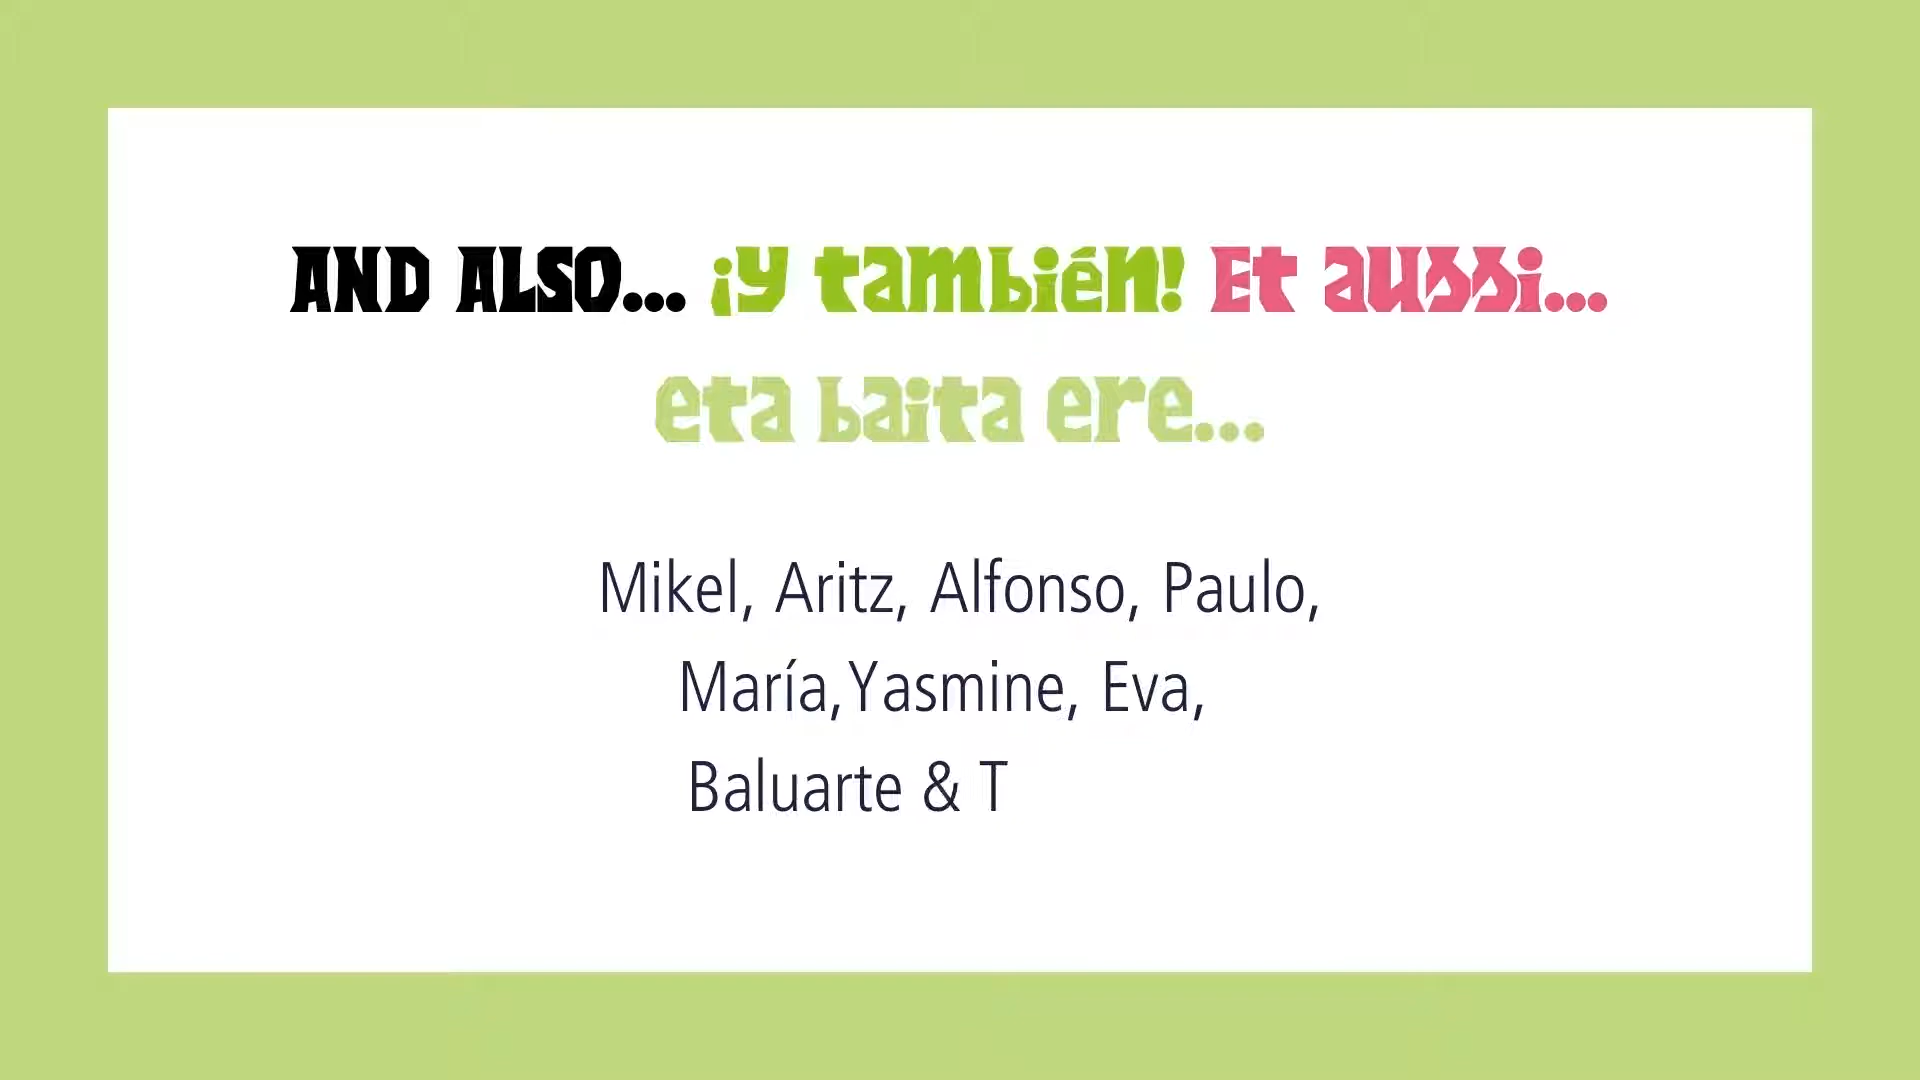 AND ALSO... ¡Y también! Et aussi...
eta baita ere...
Mikel, Aritz, Alfonso, Paulo,
María,Yasmine, Eva,
Baluarte & T